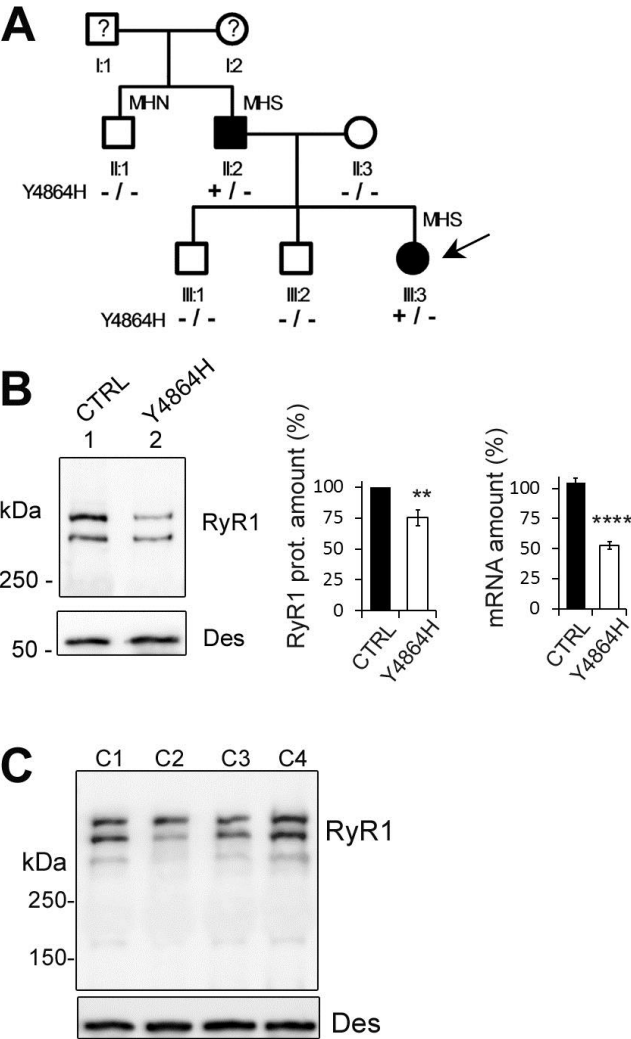 A
? ?
I:1 I:2
MHN MHS
II:1 II:2 II:3
Y4864H - / - + / - - / -
MHS
III:1 III:2 III:3
Y4864H - / - - / - + / -
B
CTRL Y4864H
1 2
kDa
RyR1
250 -
50 -
Des
RyR1 prot. amount (%)
100
75
50
25
0
**
CTRL Y4864H
mRNA amount (%)
100
75
50
25
0
****
CTRL Y4864H
C
C1 C2 C3 C4
RyR1
kDa
250-
150-
Des